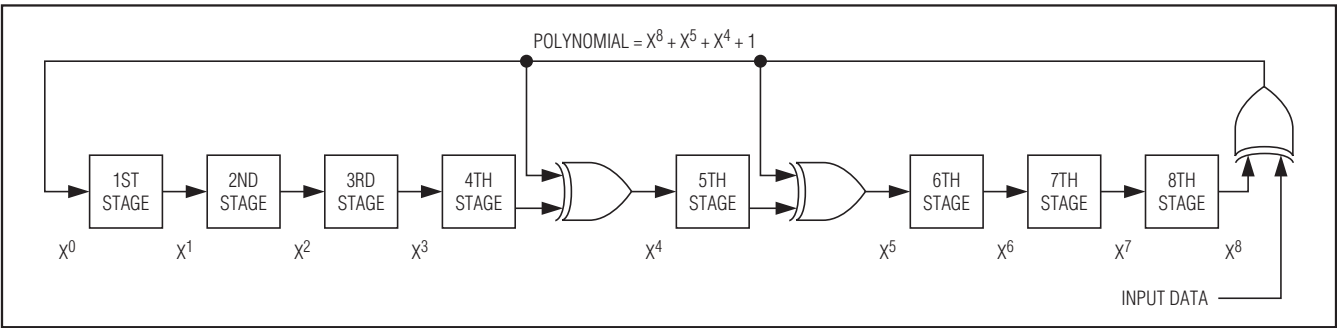 POLYNOMIAL = X⁸ + X⁵ + X⁴ + 1
1ST STAGE
2ND STAGE
3RD STAGE
4TH STAGE
5TH STAGE
6TH STAGE
7TH STAGE
8TH STAGE
X⁰ X¹ X² X³ X⁴ X⁵ X⁶ X⁷ X⁸
INPUT DATA